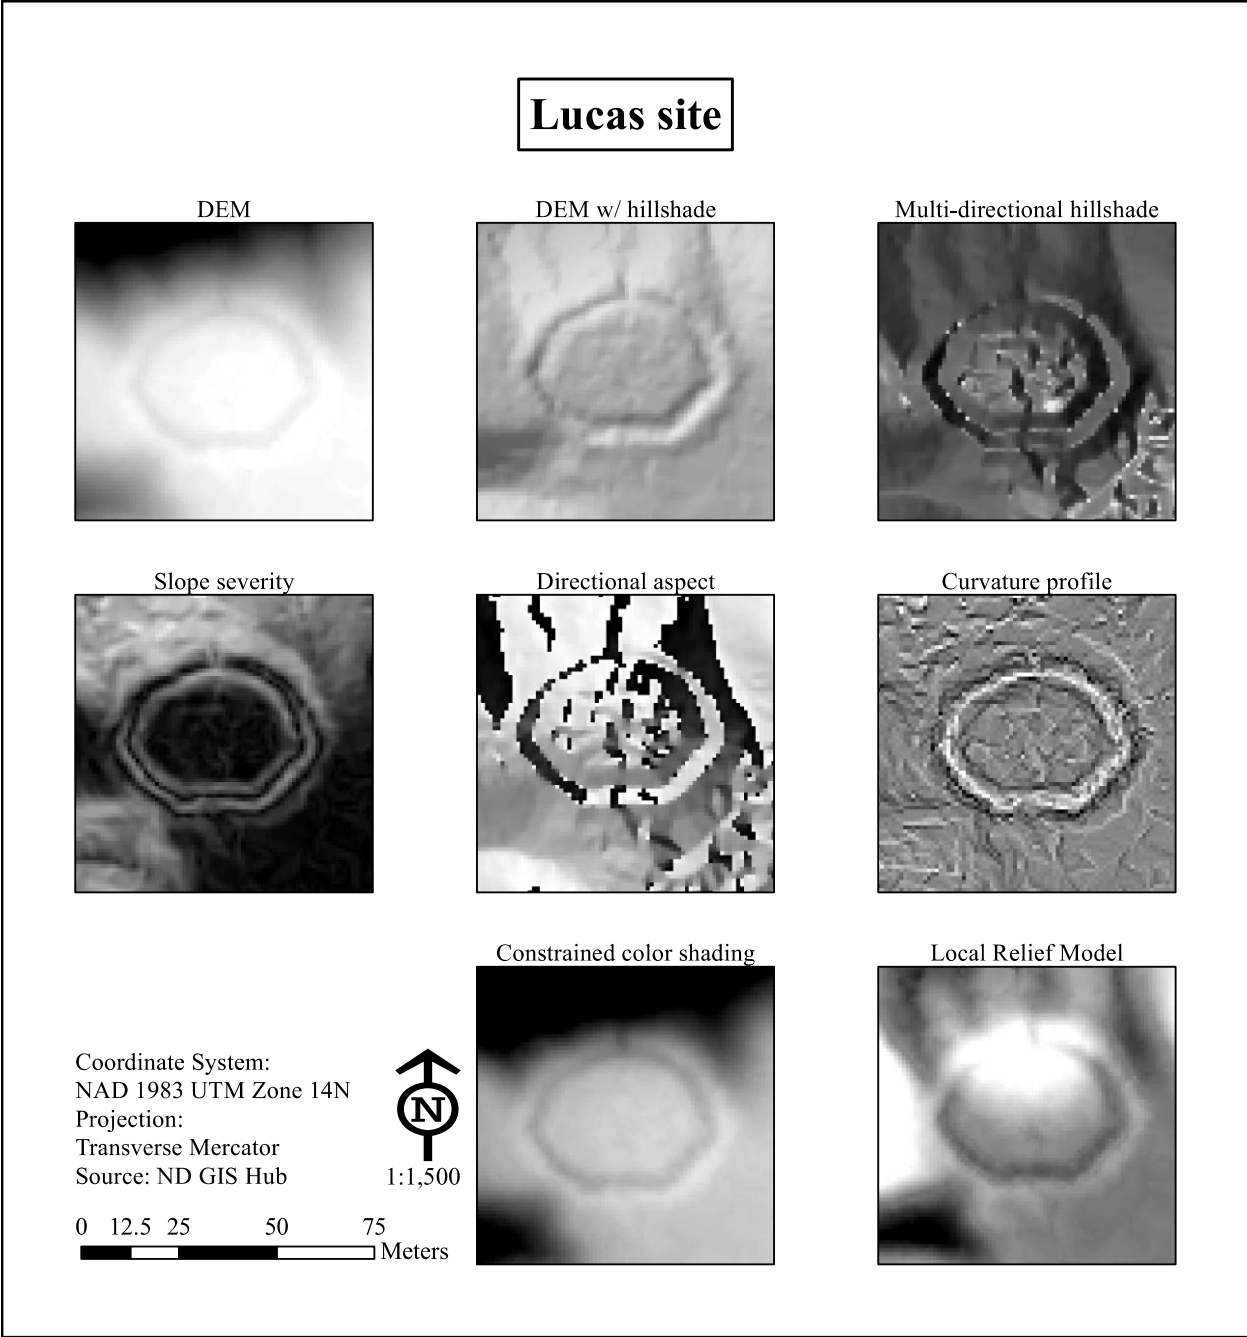 Lucas site
DEM
DEM w/ hillshade
Multi-directional hillshade
Slope severity
Directional aspect
Curvature profile
Constrained color shading
Local Relief Model
Coordinate System:
NAD 1983 UTM Zone 14N
Projection:
Transverse Mercator
Source: ND GIS Hub
N
1:1,500
0 12.5 25 50 75
Meters